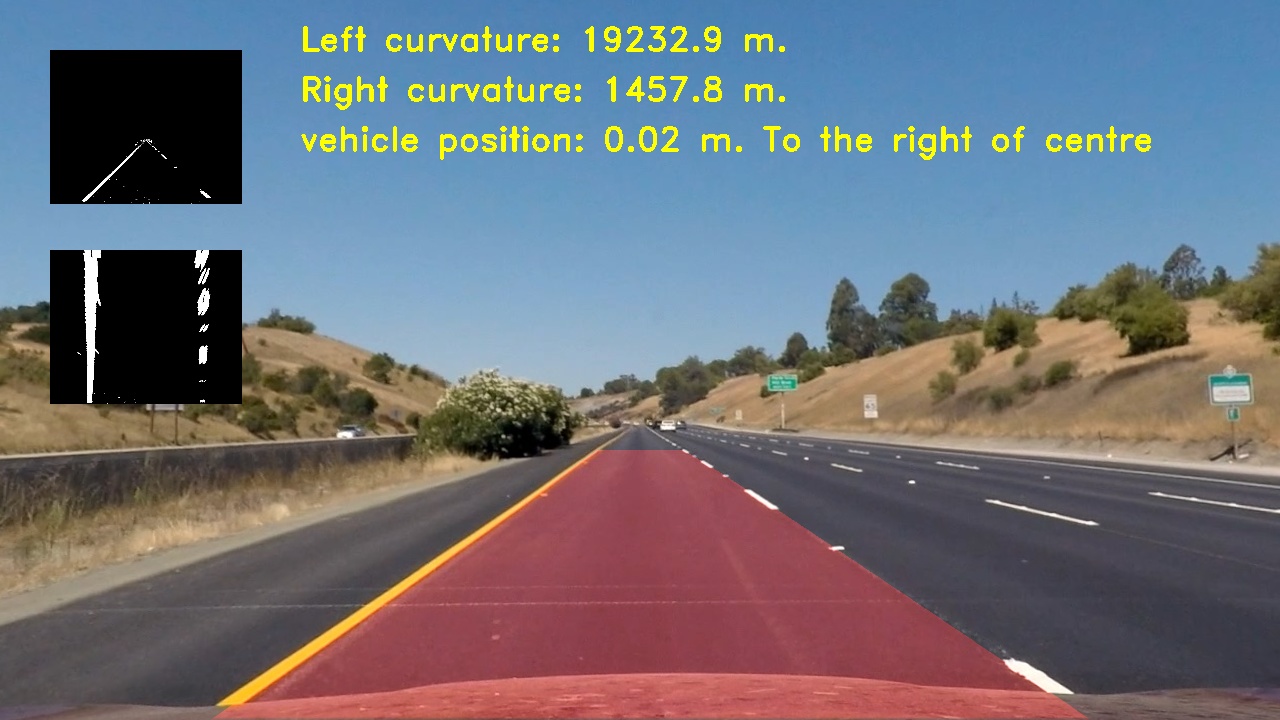 Left curvature: 19232.9 m.
Right curvature: 1457.8 m.
vehicle position: 0.02 m. To the right of centre